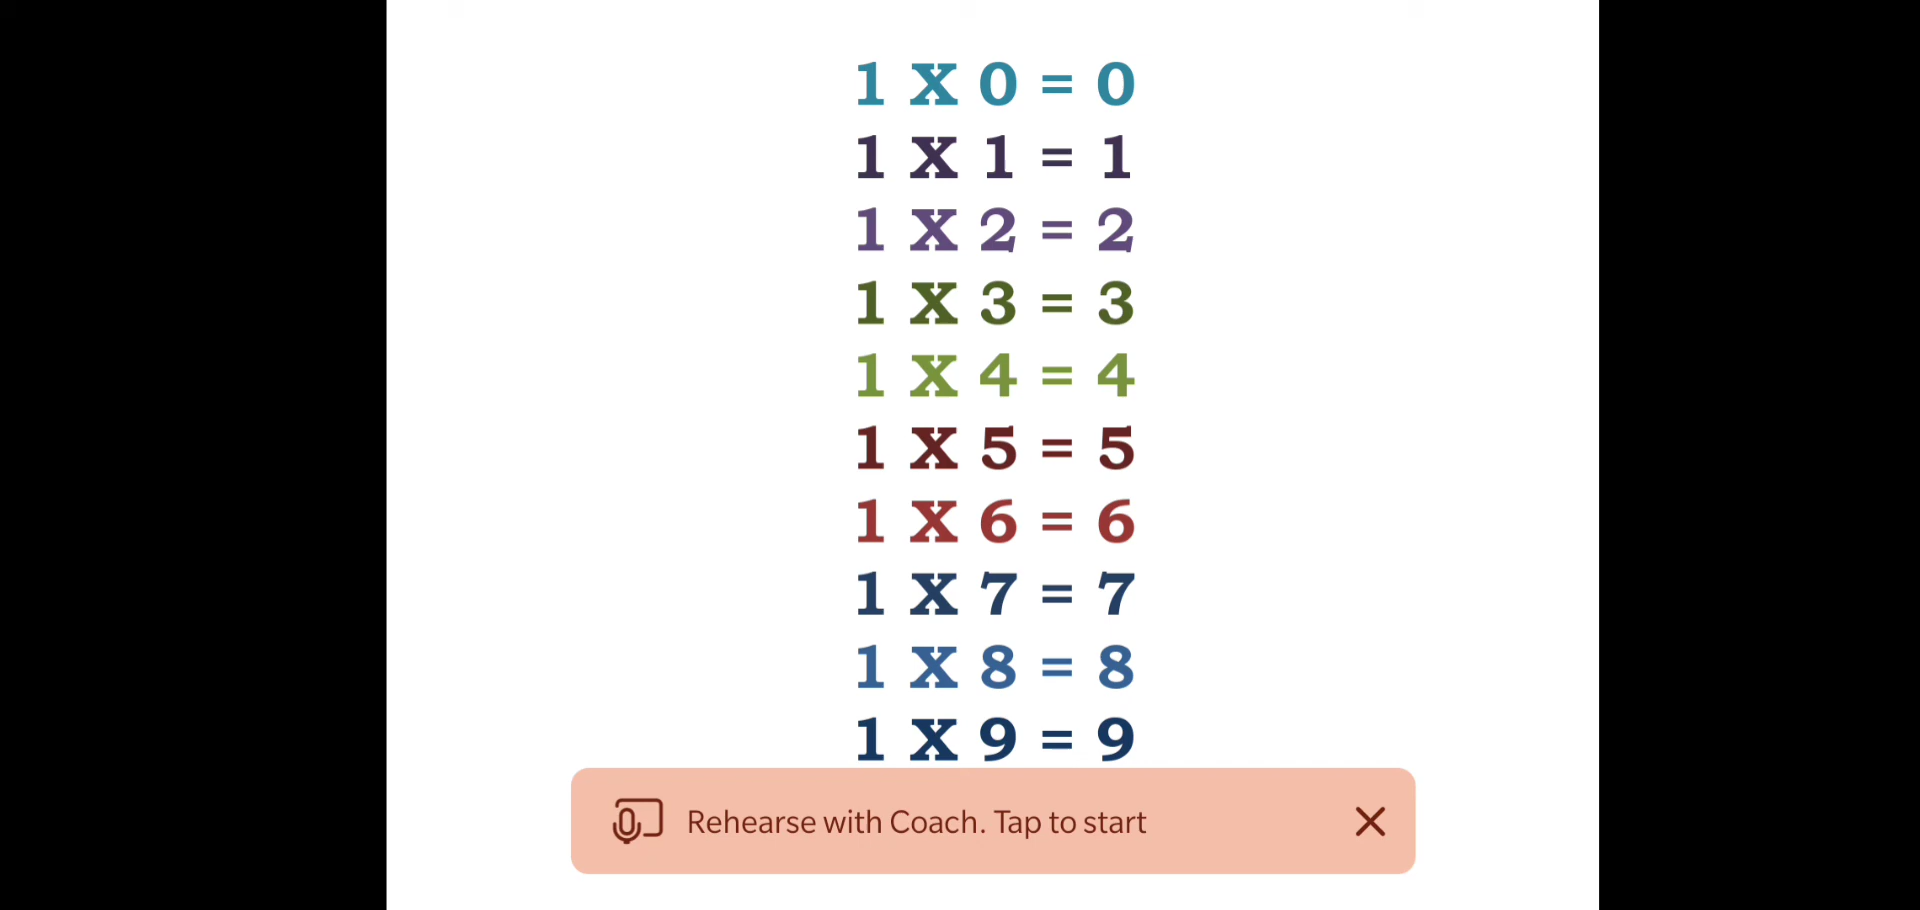 1 X 0 = 0
1 X 1 = 1
1 X 2 = 2
1 X 3 = 3
1 X 4 = 4
1 X 5 = 5
1 X 6 = 6
1 X 7 = 7
1 X 8 = 8
1 X 9 = 9
Rehearse with Coach. Tap to start